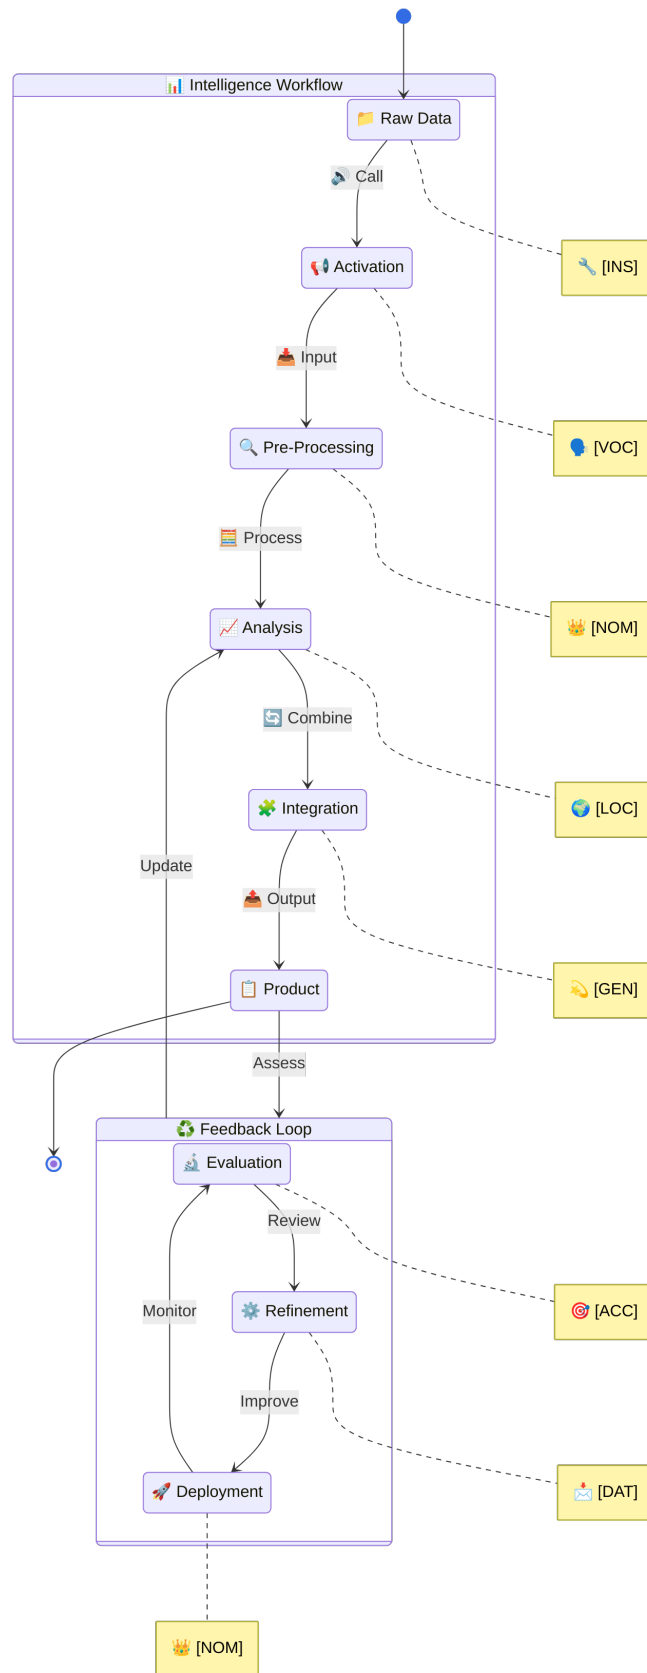 📊 Intelligence Workflow
📁 Raw Data
🔊 Call
🔧 [INS]
📢 Activation
📥 Input
🗣️ [VOC]
🔍 Pre-Processing
🧮 Process
👑 [NOM]
📈 Analysis
🔄 Combine
🌍 [LOC]
🧩 Integration
Update
📤 Output
💫 [GEN]
📋 Product
Assess
♻️ Feedback Loop
🔬 Evaluation
Review
🎯 [ACC]
Monitor
⚙️ Refinement
Improve
📩 [DAT]
🚀 Deployment
👑 [NOM]